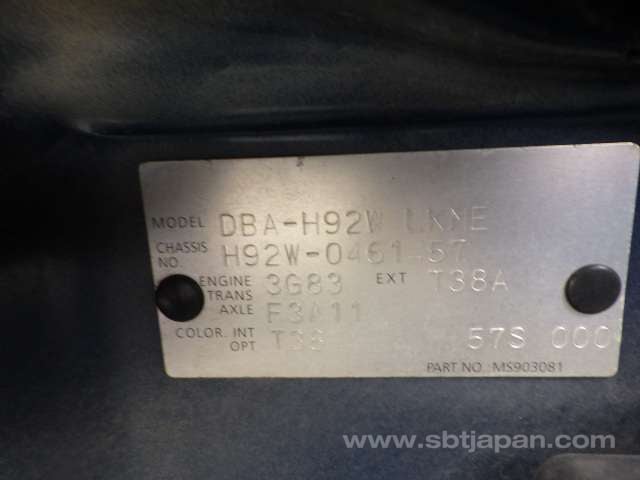 MODEL DBA-H92W
CHASSIS NO. H92W-0461 57
ENGINE 3G83 EXT T38A
TRANS AXLE F3A11
COLOR. INT
OPT 57S 000
PART NO. MS903081
www.sbtjapan.com